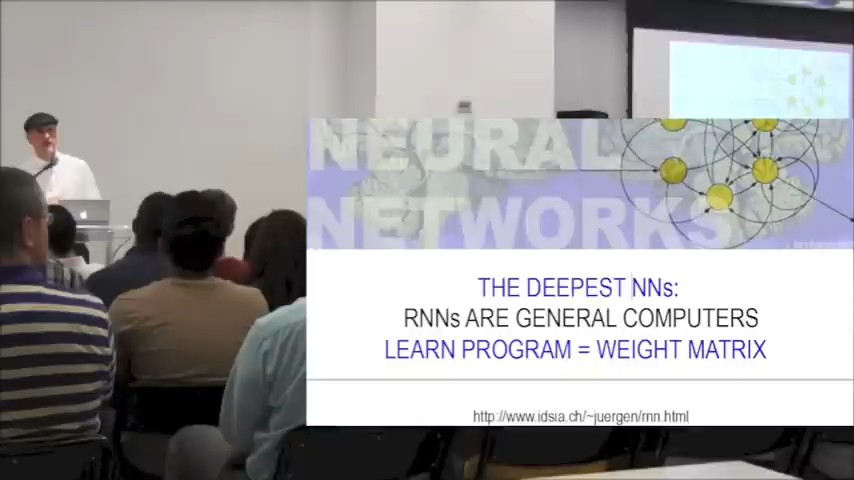 NEURAL
NETWORKS
THE DEEPEST NNs:
RNNs ARE GENERAL COMPUTERS
LEARN PROGRAM = WEIGHT MATRIX
http://www.idsia.ch/~juergen/rnn.html